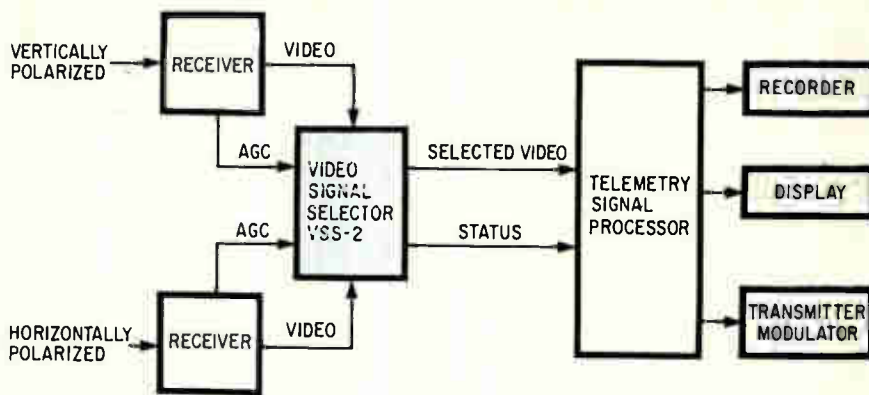 VERTICALLY
POLARIZED
RECEIVER
VIDEO
AGC
VIDEO
SIGNAL
SELECTOR
VSS-2
AGC
HORIZONTALLY
POLARIZED
RECEIVER
VIDEO
SELECTED VIDEO
STATUS
TELEMETRY
SIGNAL
PROCESSOR
RECORDER
DISPLAY
TRANSMITTER
MODULATOR